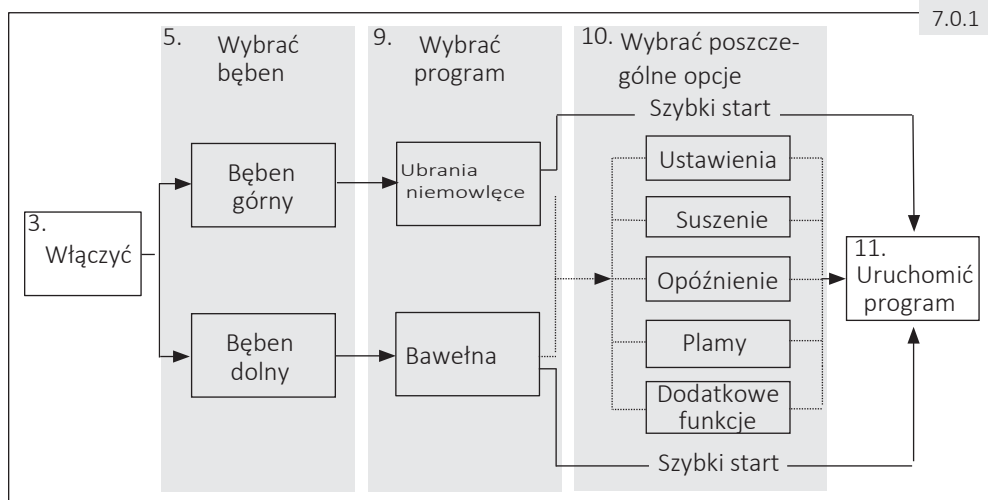 7.0.1
5. Wybrać
bęben
9. Wybrać
program
10. Wybrać poszcze-
gólne opcje
Szybki start
Ustawienia
Bęben
górny
Ubrania
niemowlęce
Suszenie
3.
Włączyć
11.
Uruchomić
program
Opóźnienie
Bęben
dolny
Bawełna
Plamy
Dodatkowe
funkcje
Szybki start